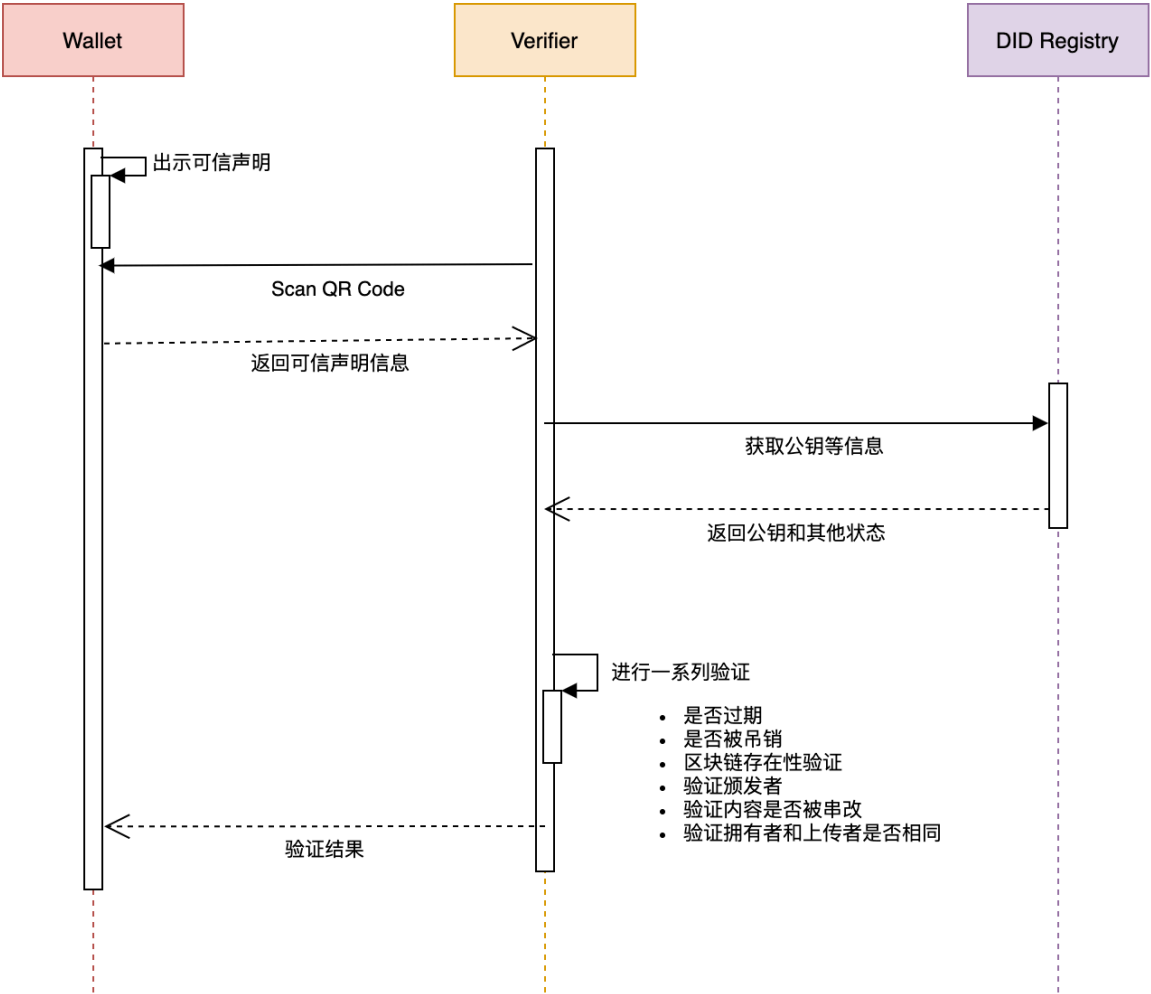 Wallet
Verifier
DID Registry
出示可信声明
Scan QR Code
返回可信声明信息
获取公钥等信息
返回公钥和其他状态
进行一系列验证
是否过期
是否被吊销
区块链存在性验证
验证颁发者
验证内容是否被串改
验证拥有者和上传者是否相同
验证结果